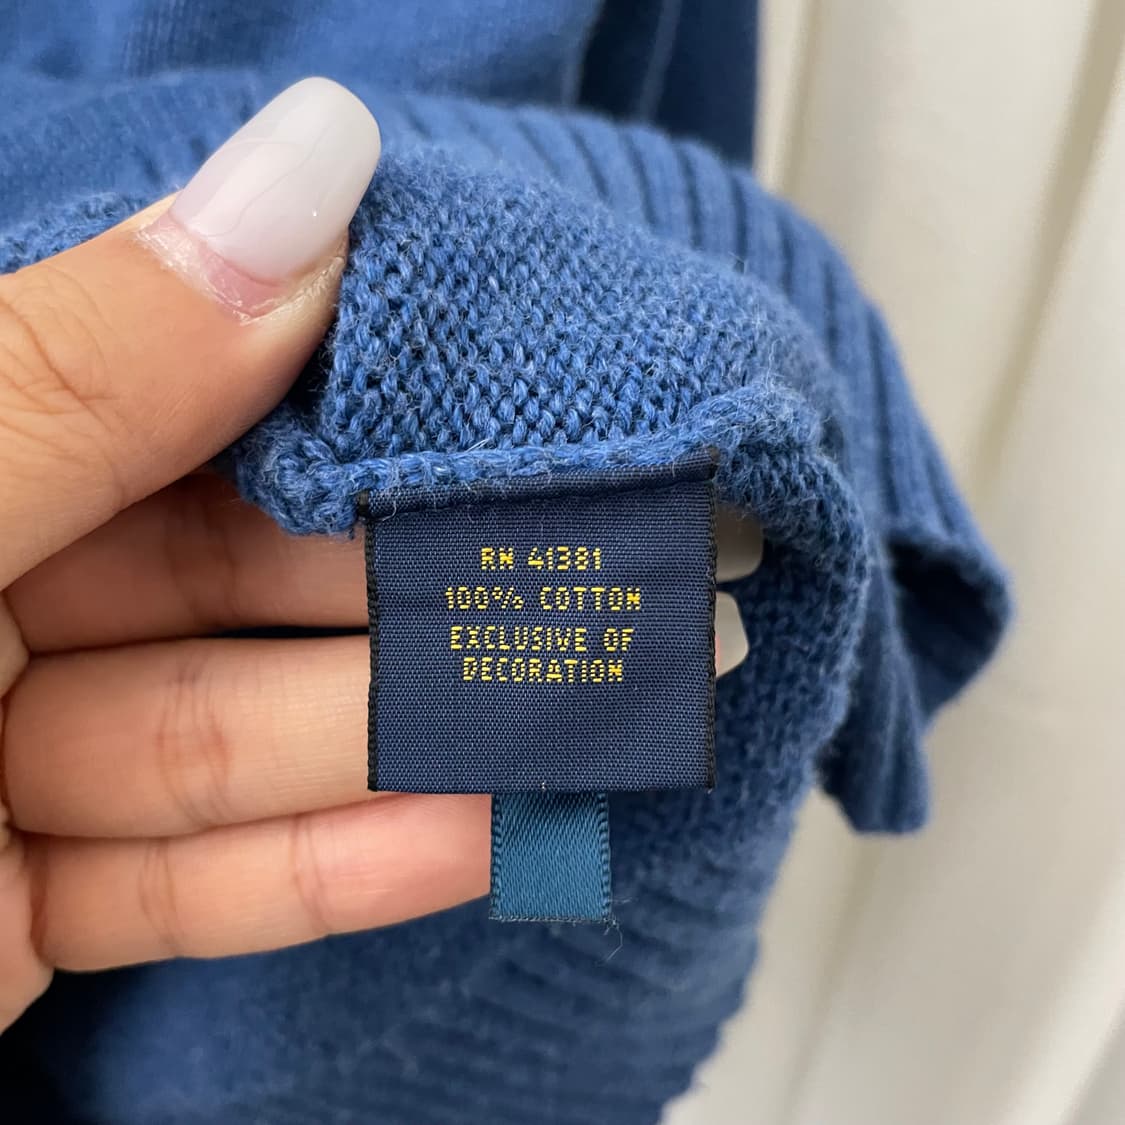 RN 41381
100% COTTON
EXCLUSIVE OF
DECORATION